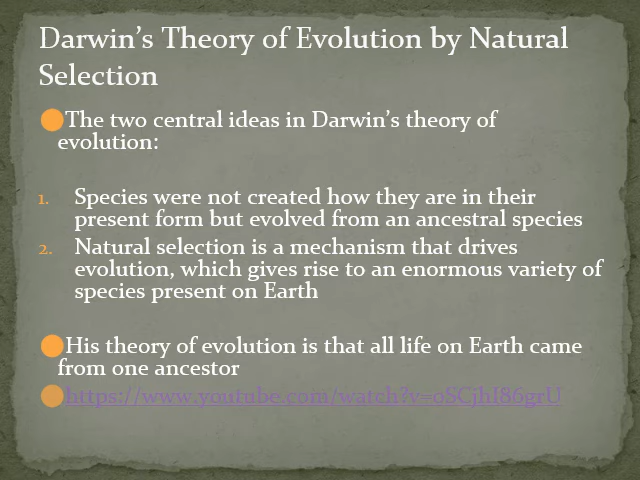 Darwin’s Theory of Evolution by Natural
Selection
The two central ideas in Darwin’s theory of
evolution:
1. Species were not created how they are in their
present form but evolved from an ancestral species
2. Natural selection is a mechanism that drives
evolution, which gives rise to an enormous variety of
species present on Earth
His theory of evolution is that all life on Earth came
from one ancestor
https://www.youtube.com/watch?v=0SCjhI86grU